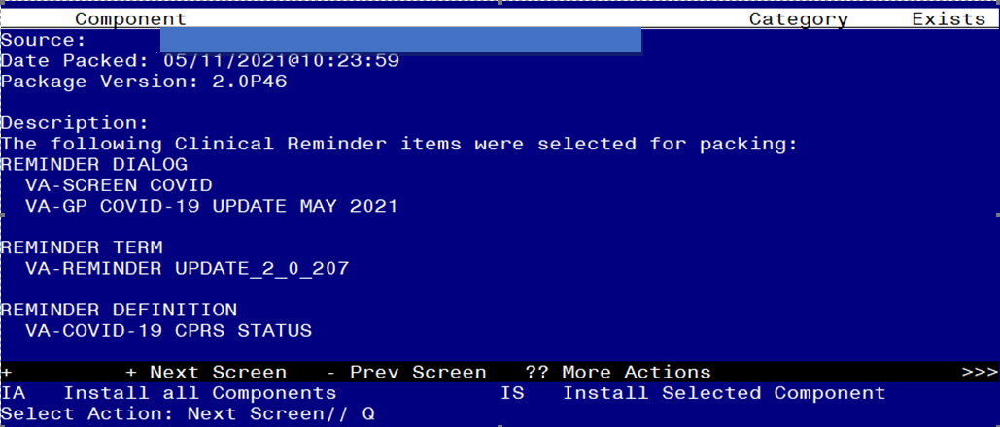 Component Category Exists
Source:
Date Packed: 05/11/2021@10:23:59
Package Version: 2.0P46
Description:
The following Clinical Reminder items were selected for packing:
REMINDER DIALOG
VA-SCREEN COVID
VA-GP COVID-19 UPDATE MAY 2021
REMINDER TERM
VA-REMINDER UPDATE_2_0_207
REMINDER DEFINITION
VA-COVID-19 CPRS STATUS
+ + Next Screen - Prev Screen ?? More Actions >>>
IA Install all Components IS Install Selected Component
Select Action: Next Screen// Q